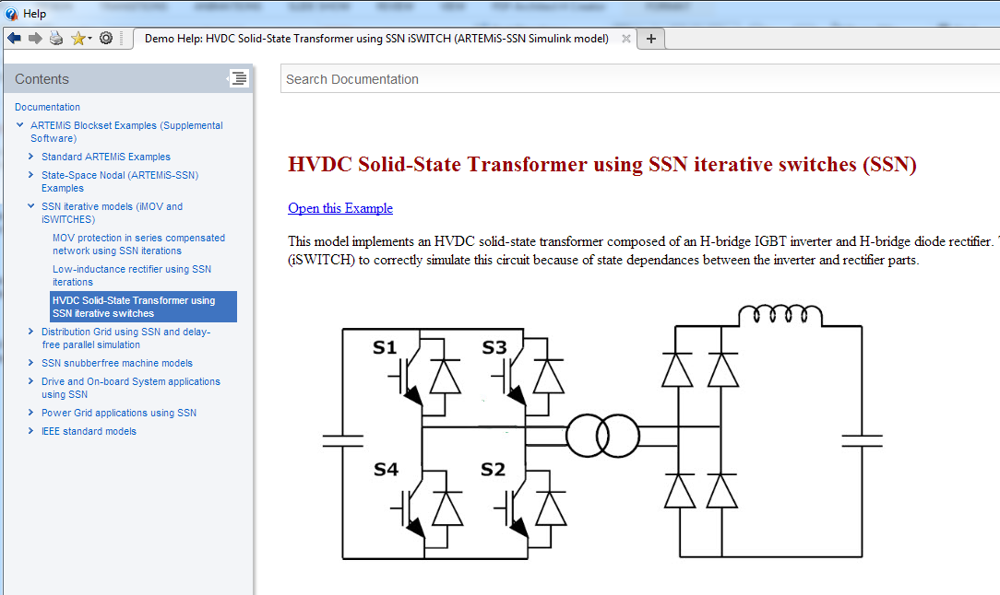 Help
Demo Help: HVDC Solid-State Transformer using SSN iSWITCH (ARTEMiS-SSN Simulink model)
Contents
Search Documentation
Documentation
ARTEMiS Blockset Examples (Supplemental
Software)
Standard ARTEMiS Examples
State-Space Nodal (ARTEMiS-SSN)
Examples
SSN iterative models (iMOV and
iSWITCHES)
MOV protection in series compensated
network using SSN iterations
Low-inductance rectifier using SSN
iterations
HVDC Solid-State Transformer using
SSN iterative switches
Distribution Grid using SSN and delay-
free parallel simulation
SSN snubberfree machine models
Drive and On-board System applications
using SSN
Power Grid applications using SSN
IEEE standard models
HVDC Solid-State Transformer using SSN iterative switches (SSN)
Open this Example
This model implements an HVDC solid-state transformer composed of an H-bridge IGBT inverter and H-bridge diode rectifier.
(iSWITCH) to correctly simulate this circuit because of state dependances between the inverter and rectifier parts.
S1 S3
S4 S2